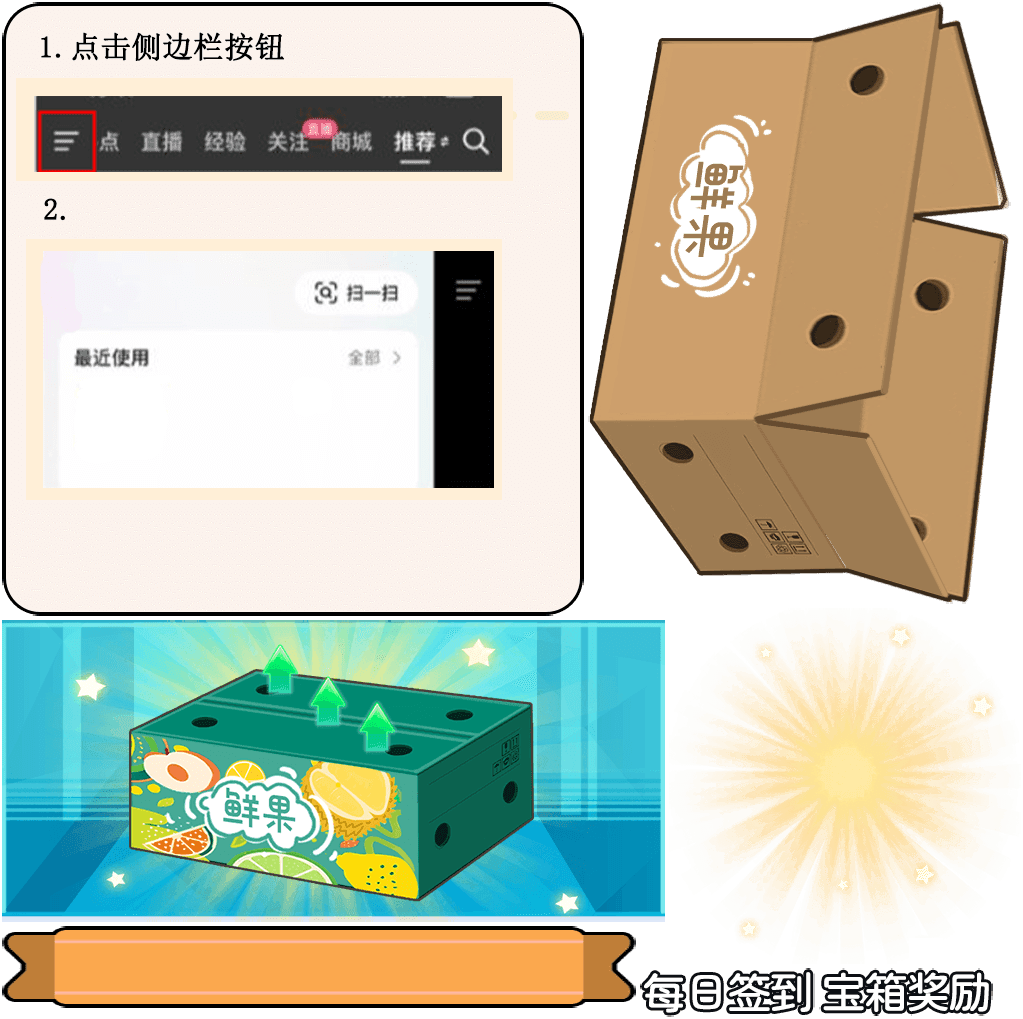 1. 点击侧边栏按钮
点 直播 经验 关注 直播 商城 推荐
2.
扫一扫
最近使用 全部
鲜果
鲜果
每日签到 宝箱奖励